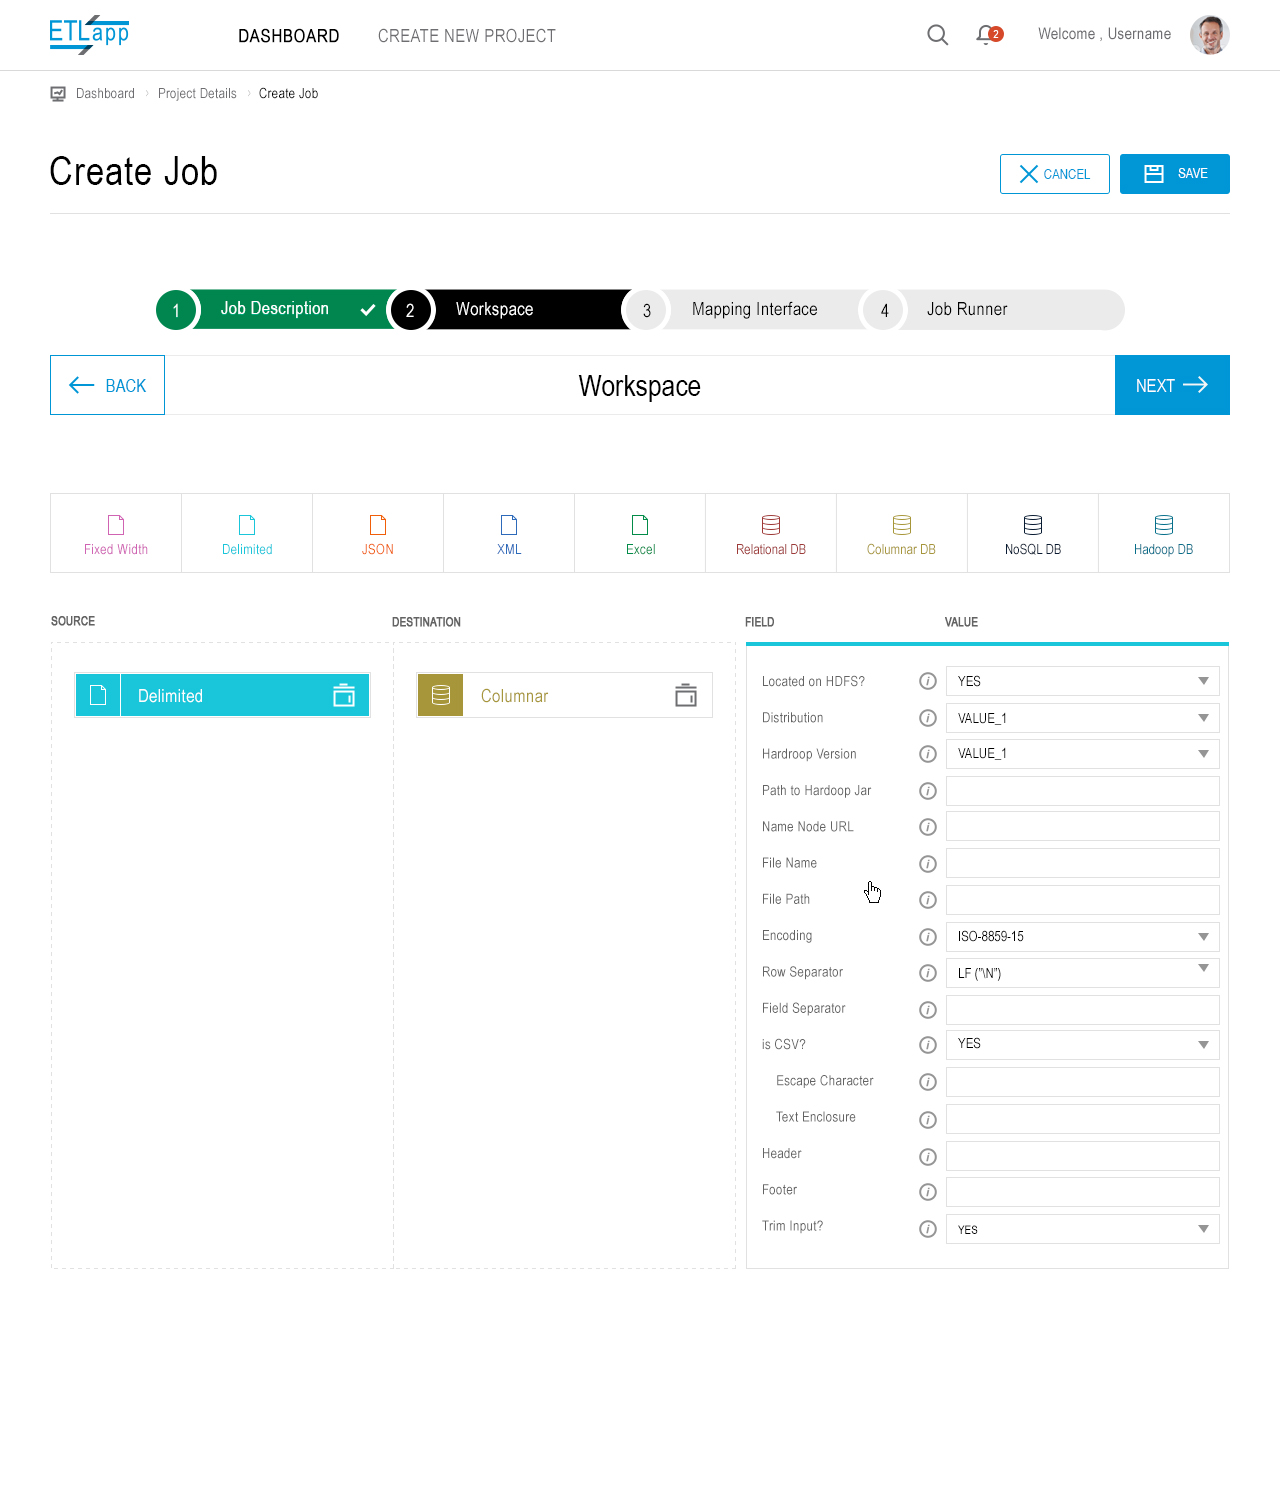 ETLapp
DASHBOARD
CREATE NEW PROJECT
2
Welcome , Username
Dashboard
Project Details
Create Job
Create Job
CANCEL
SAVE
1
Job Description
2
Workspace
3
Mapping Interface
4
Job Runner
BACK
Workspace
NEXT
Fixed Width
Delimited
JSON
XML
Excel
Relational DB
Columnar DB
NoSQL DB
Hadoop DB
SOURCE
DESTINATION
FIELD
VALUE
Delimited
Columnar
Located on HDFS?
i
YES
Distribution
i
VALUE_1
Hardroop Version
i
VALUE_1
Path to Hardoop Jar
i
Name Node URL
i
File Name
i
File Path
i
Encoding
i
ISO-8859-15
Row Separator
i
LF ("\N")
Field Separator
i
is CSV?
i
YES
Escape Character
i
Text Enclosure
i
Header
i
Footer
i
Trim Input?
i
YES